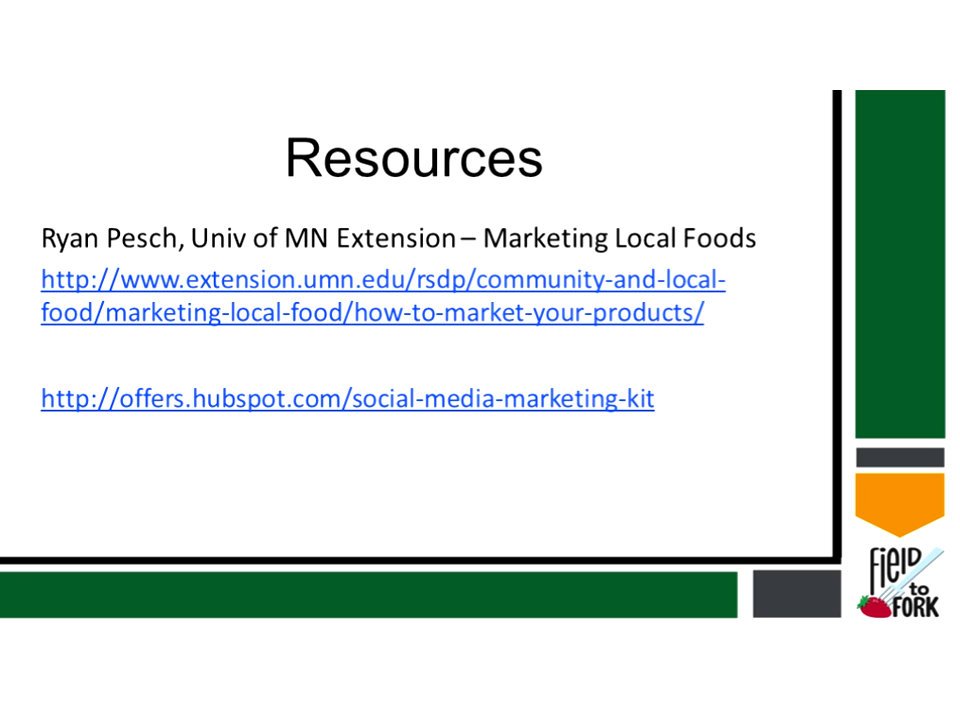 Resources
Ryan Pesch, Univ of MN Extension – Marketing Local Foods
http://www.extension.umn.edu/rsdp/community-and-local-
food/marketing-local-food/how-to-market-your-products/
http://offers.hubspot.com/social-media-marketing-kit
FiELD
to
FORK